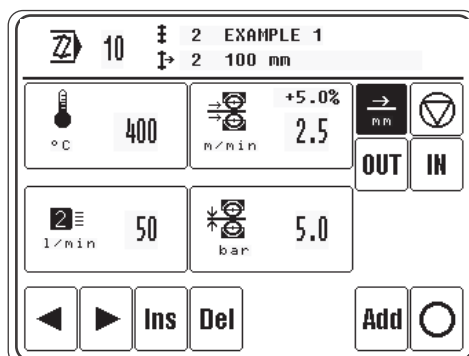 10 2 EXAMPLE 1
2 100 mm
+5.0%
°C 400 m/min 2.5 mm
OUT IN
2 l/min 50 bar 5.0
Ins Del Add